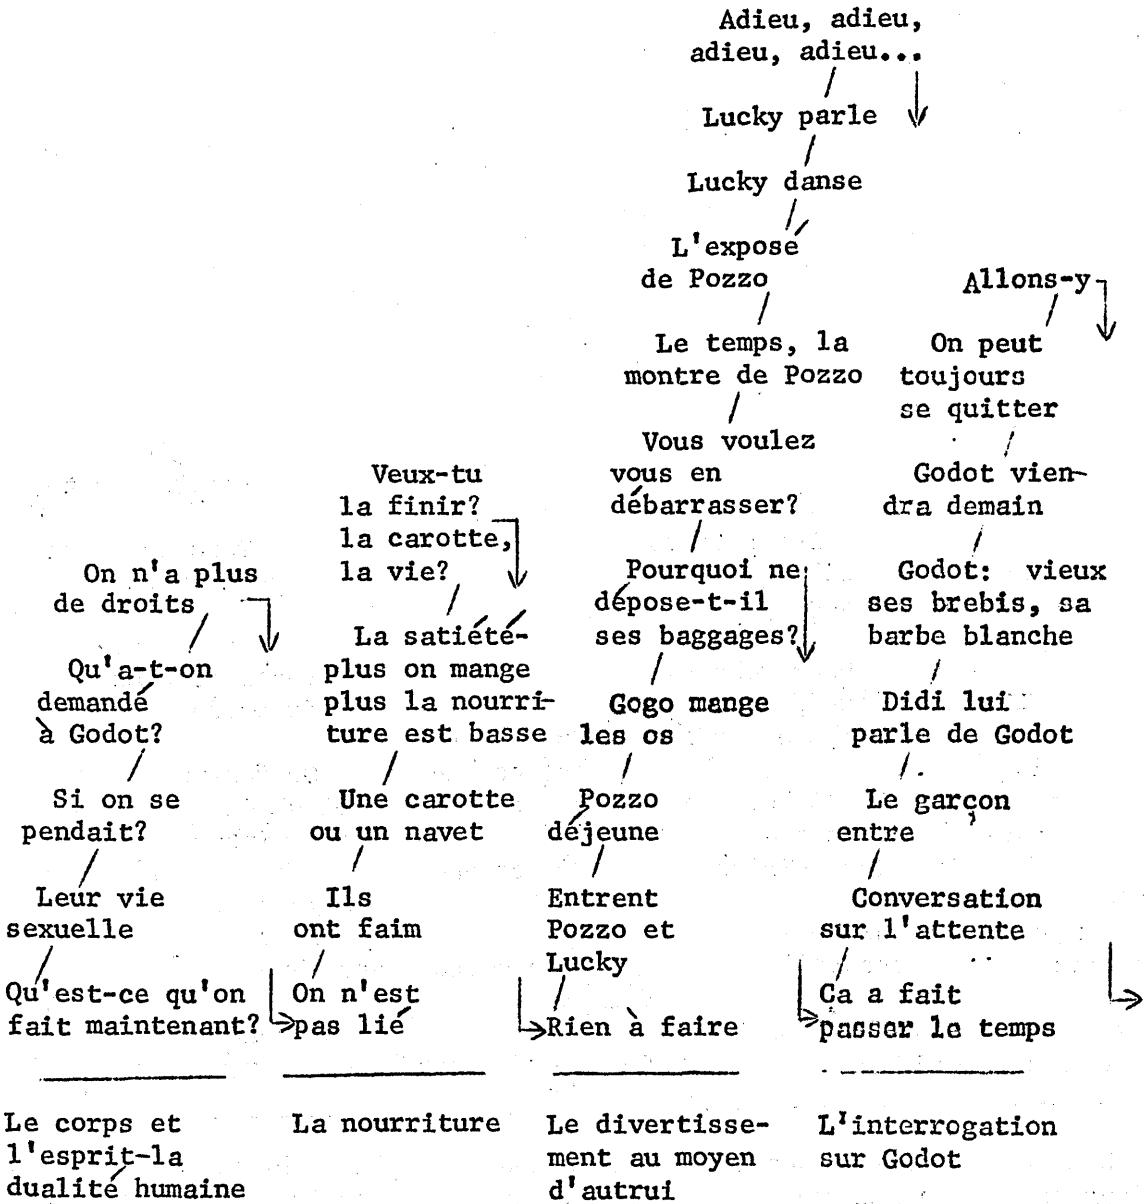 On n'a plus
de droits
Qu'a-t-on
demandé
à Godot?
Si on se
pendait?
Leur vie
sexuelle
Qu'est-ce qu'on
fait maintenant?
Le corps et
l'esprit-la
dualité humaine
Veux-tu
la finir?
la carotte,
la vie?
La satiété-
plus on mange
plus la nourri-
ture est basse
Une carotte
ou un navet
Ils
ont faim
On n'est
pas lié
La nourriture
Adieu, adieu,
adieu, adieu...
Lucky parle
Lucky danse
L'exposé
de Pozzo
Le temps, la
montre de Pozzo
Vous voulez
vous en
débarrasser?
Pourquoi ne
dépose-t-il
ses baggages?
Gogo mange
les os
Pozzo
déjeune
Entrent
Pozzo et
Lucky
Rien à faire
Le divertisse-
ment au moyen
d'autrui
Allons-y
On peut
toujours
se quitter
Godot vien-
dra demain
Godot: vieux
ses brebis, sa
barbe blanche
Didi lui
parle de Godot
Le garçon
entre
Conversation
sur l'attente
Ca a fait
passer le temps
L'interrogation
sur Godot